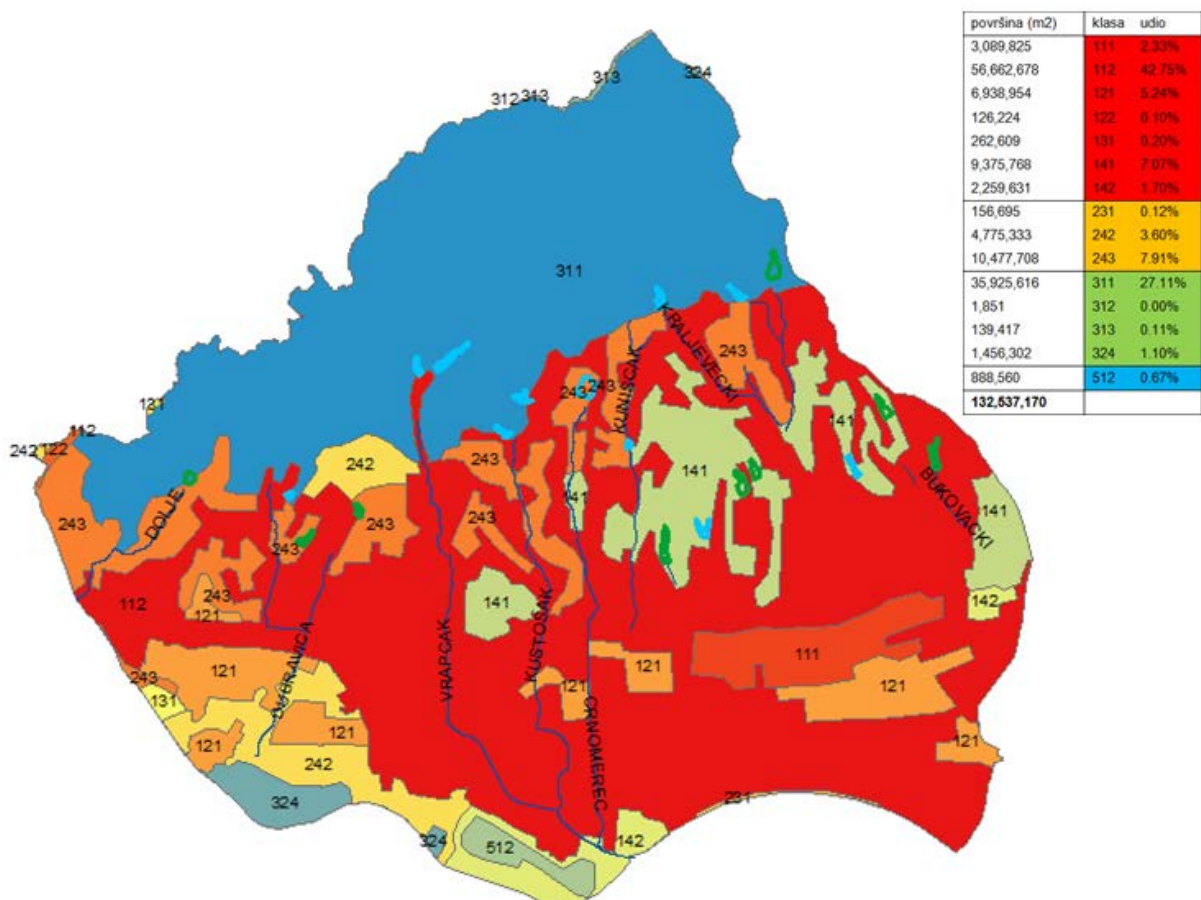 površina (m2) klasa udio
3,089,825 111 2.33%
56,662,678 112 42.75%
6,938,954 121 5.24%
126,224 122 0.10%
262,609 131 0.20%
9,375,768 141 7.07%
2,259,631 142 1.70%
156,695 231 0.12%
4,775,333 242 3.60%
10,477,708 243 7.91%
35,925,616 311 27.11%
1,851 312 0.00%
139,417 313 0.11%
1,456,302 324 1.10%
888,560 512 0.67%
132,537,170
313
324
312
313
311
KRALJEVECKI
243
KUNISCAK
243
243
131
112
242
122
242
243
141
141
141
141
DOLJE
243
243
243
243
BUKOVACKI
243
121
112
141
142
DUBRAVICA
VRAPCAK
KUSTOSAK
CRNOMEREC
111
121
121
243
131
121
121
121
121
121
242
324
231
324
512
142